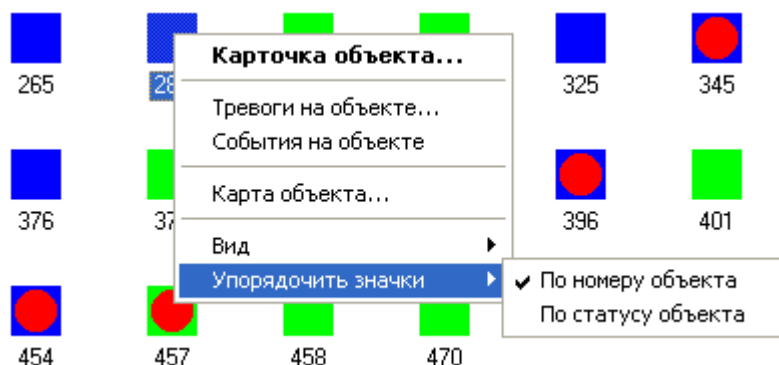 Карточка объекта...
265
325
345
Тревоги на объекте...
События на объекте
Карта объекта...
376
396
401
Вид
Упорядочить значки
По номеру объекта
По статусу объекта
454
457
458
470